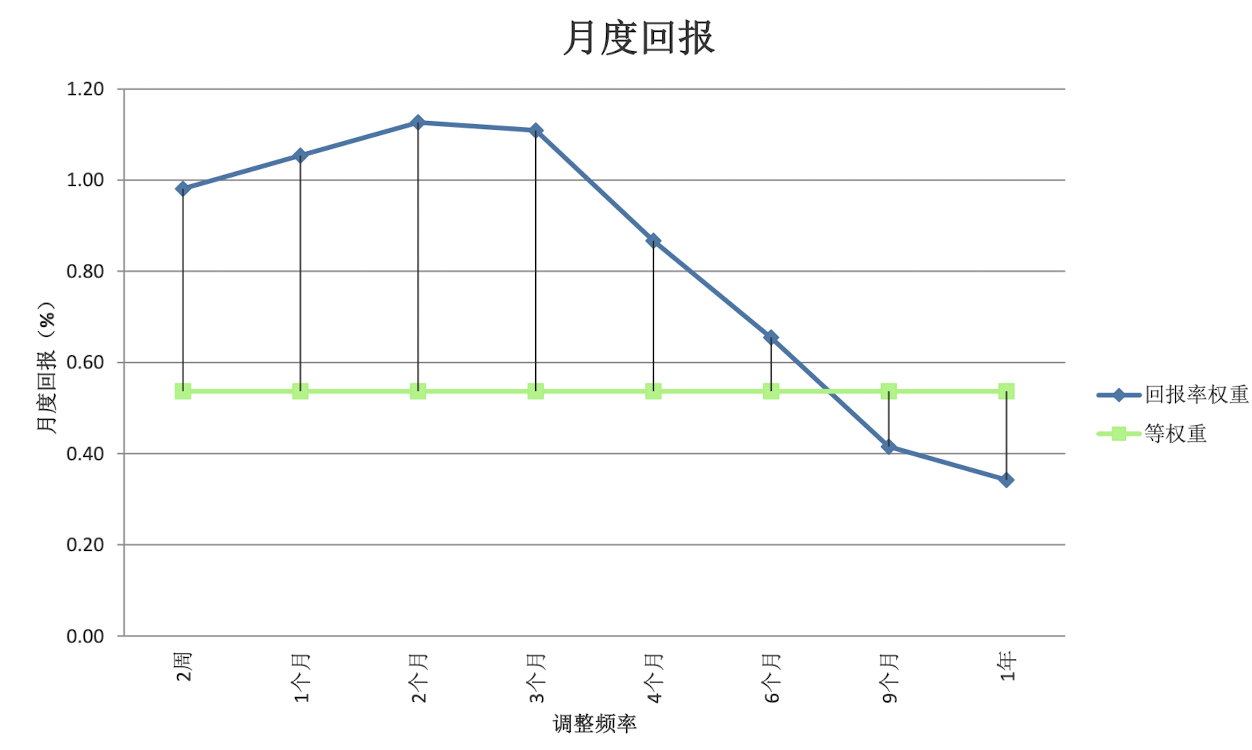 月度回报
1.20
1.00
0.80
0.60
0.40
0.20
0.00
月度回报（%）
2周
1个月
2个月
3个月
4个月
6个月
9个月
1年
调整频率
回报率权重
等权重